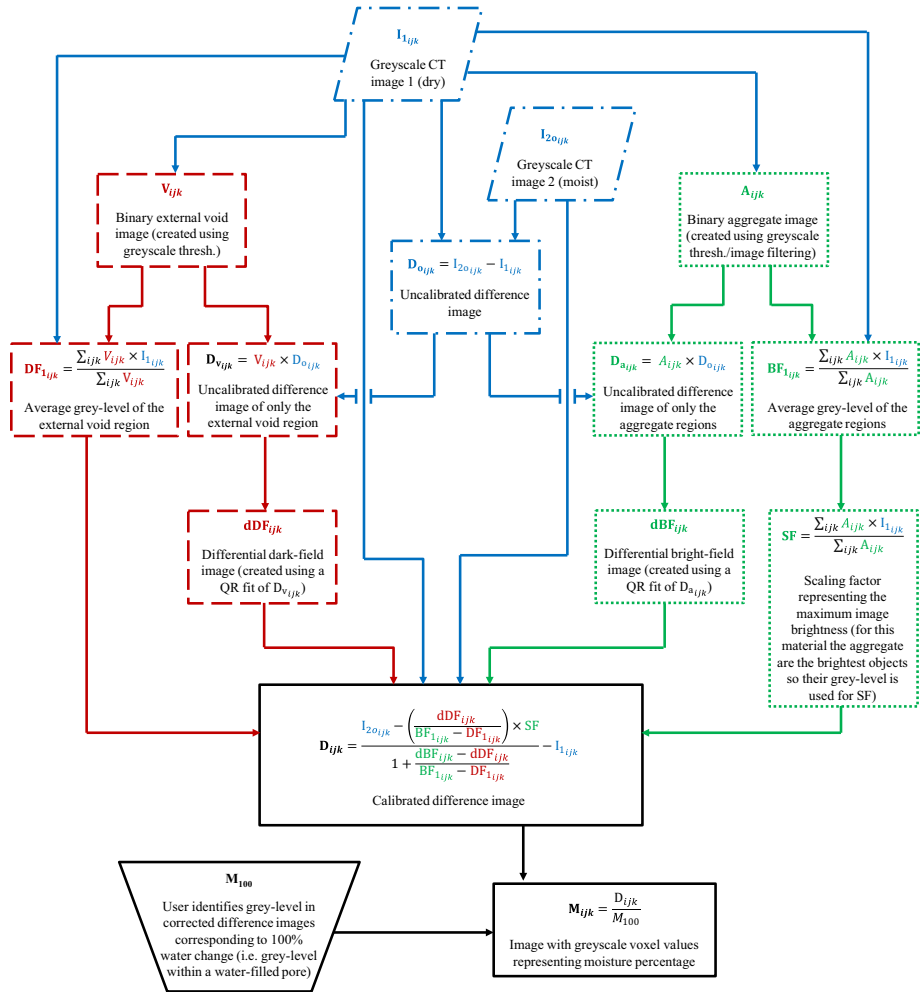 I₁ᵢⱼₖ
Greyscale CT
image 1 (dry)
I₂ₒᵢⱼₖ
Greyscale CT
image 2 (moist)
Vᵢⱼₖ
Binary external void
image (created using
greyscale thresh.)
Aᵢⱼₖ
Binary aggregate image
(created using greyscale
thresh./image filtering)
Dₒᵢⱼₖ = I₂ₒᵢⱼₖ − I₁ᵢⱼₖ
Uncalibrated difference
image
DF₁ᵢⱼₖ = (∑ᵢⱼₖ Vᵢⱼₖ × I₁ᵢⱼₖ) / (∑ᵢⱼₖ Vᵢⱼₖ)
Average grey-level of the
external void region
Dᵥᵢⱼₖ = Vᵢⱼₖ × Dₒᵢⱼₖ
Uncalibrated difference
image of only the
external void region
Dₐᵢⱼₖ = Aᵢⱼₖ × Dₒᵢⱼₖ
Uncalibrated difference
image of only the
aggregate regions
BF₁ᵢⱼₖ = (∑ᵢⱼₖ Aᵢⱼₖ × I₁ᵢⱼₖ) / (∑ᵢⱼₖ Aᵢⱼₖ)
Average grey-level of the
aggregate regions
dDFᵢⱼₖ
Differential dark-field
image (created using a
QR fit of Dᵥᵢⱼₖ)
dBFᵢⱼₖ
Differential bright-field
image (created using a
QR fit of Dₐᵢⱼₖ)
SF = (∑ᵢⱼₖ Aᵢⱼₖ × I₁ᵢⱼₖ) / (∑ᵢⱼₖ Aᵢⱼₖ)
Scaling factor
representing the
maximum image
brightness (for this
material the aggregate
are the brightest objects
so their grey-level is
used for SF)
Dᵢⱼₖ = (I₂ₒᵢⱼₖ − (dDFᵢⱼₖ / (BF₁ᵢⱼₖ − DF₁ᵢⱼₖ)) × SF) / (1 + (dBFᵢⱼₖ − dDFᵢⱼₖ) / (BF₁ᵢⱼₖ − DF₁ᵢⱼₖ)) − I₁ᵢⱼₖ
Calibrated difference image
M₁₀₀
User identifies grey-level in
corrected difference images
corresponding to 100%
water change (i.e. grey-level
within a water-filled pore)
Mᵢⱼₖ = Dᵢⱼₖ / M₁₀₀
Image with greyscale voxel values
representing moisture percentage